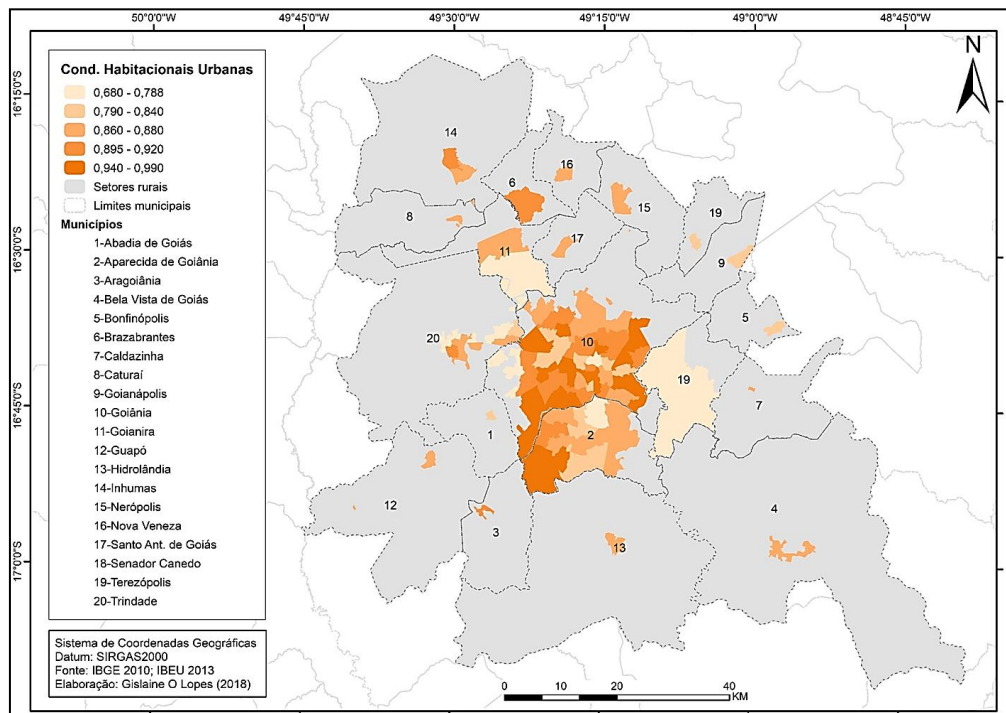 50°0'0"W 49°45'0"W 49°30'0"W 49°15'0"W 49°0'0"W 48°45'0"W
16°15'0"S
16°30'0"S
16°45'0"S
17°0'0"S
N
Cond. Habitacionais Urbanas
0,680 - 0,788
0,790 - 0,840
0,860 - 0,880
0,895 - 0,920
0,940 - 0,990
Setores rurais
Limites municipais
Municípios
1-Abadia de Goiás
2-Aparecida de Goiânia
3-Aragoiânia
4-Bela Vista de Goiás
5-Bonfinópolis
6-Brazabrantes
7-Caldazinha
8-Caturaí
9-Goianápolis
10-Goiânia
11-Goianira
12-Guapó
13-Hidrolândia
14-Inhumas
15-Nerópolis
16-Nova Veneza
17-Santo Ant. de Goiás
18-Senador Canedo
19-Terezópolis
20-Trindade
Sistema de Coordenadas Geográficas
Datum: SIRGAS2000
Fonte: IBGE 2010; IBEU 2013
Elaboração: Gislaine O Lopes (2018)
14
16
6
15
8
19
17
11
9
5
20
10
19
7
1
2
12
4
3
13
0 10 20 40
KM